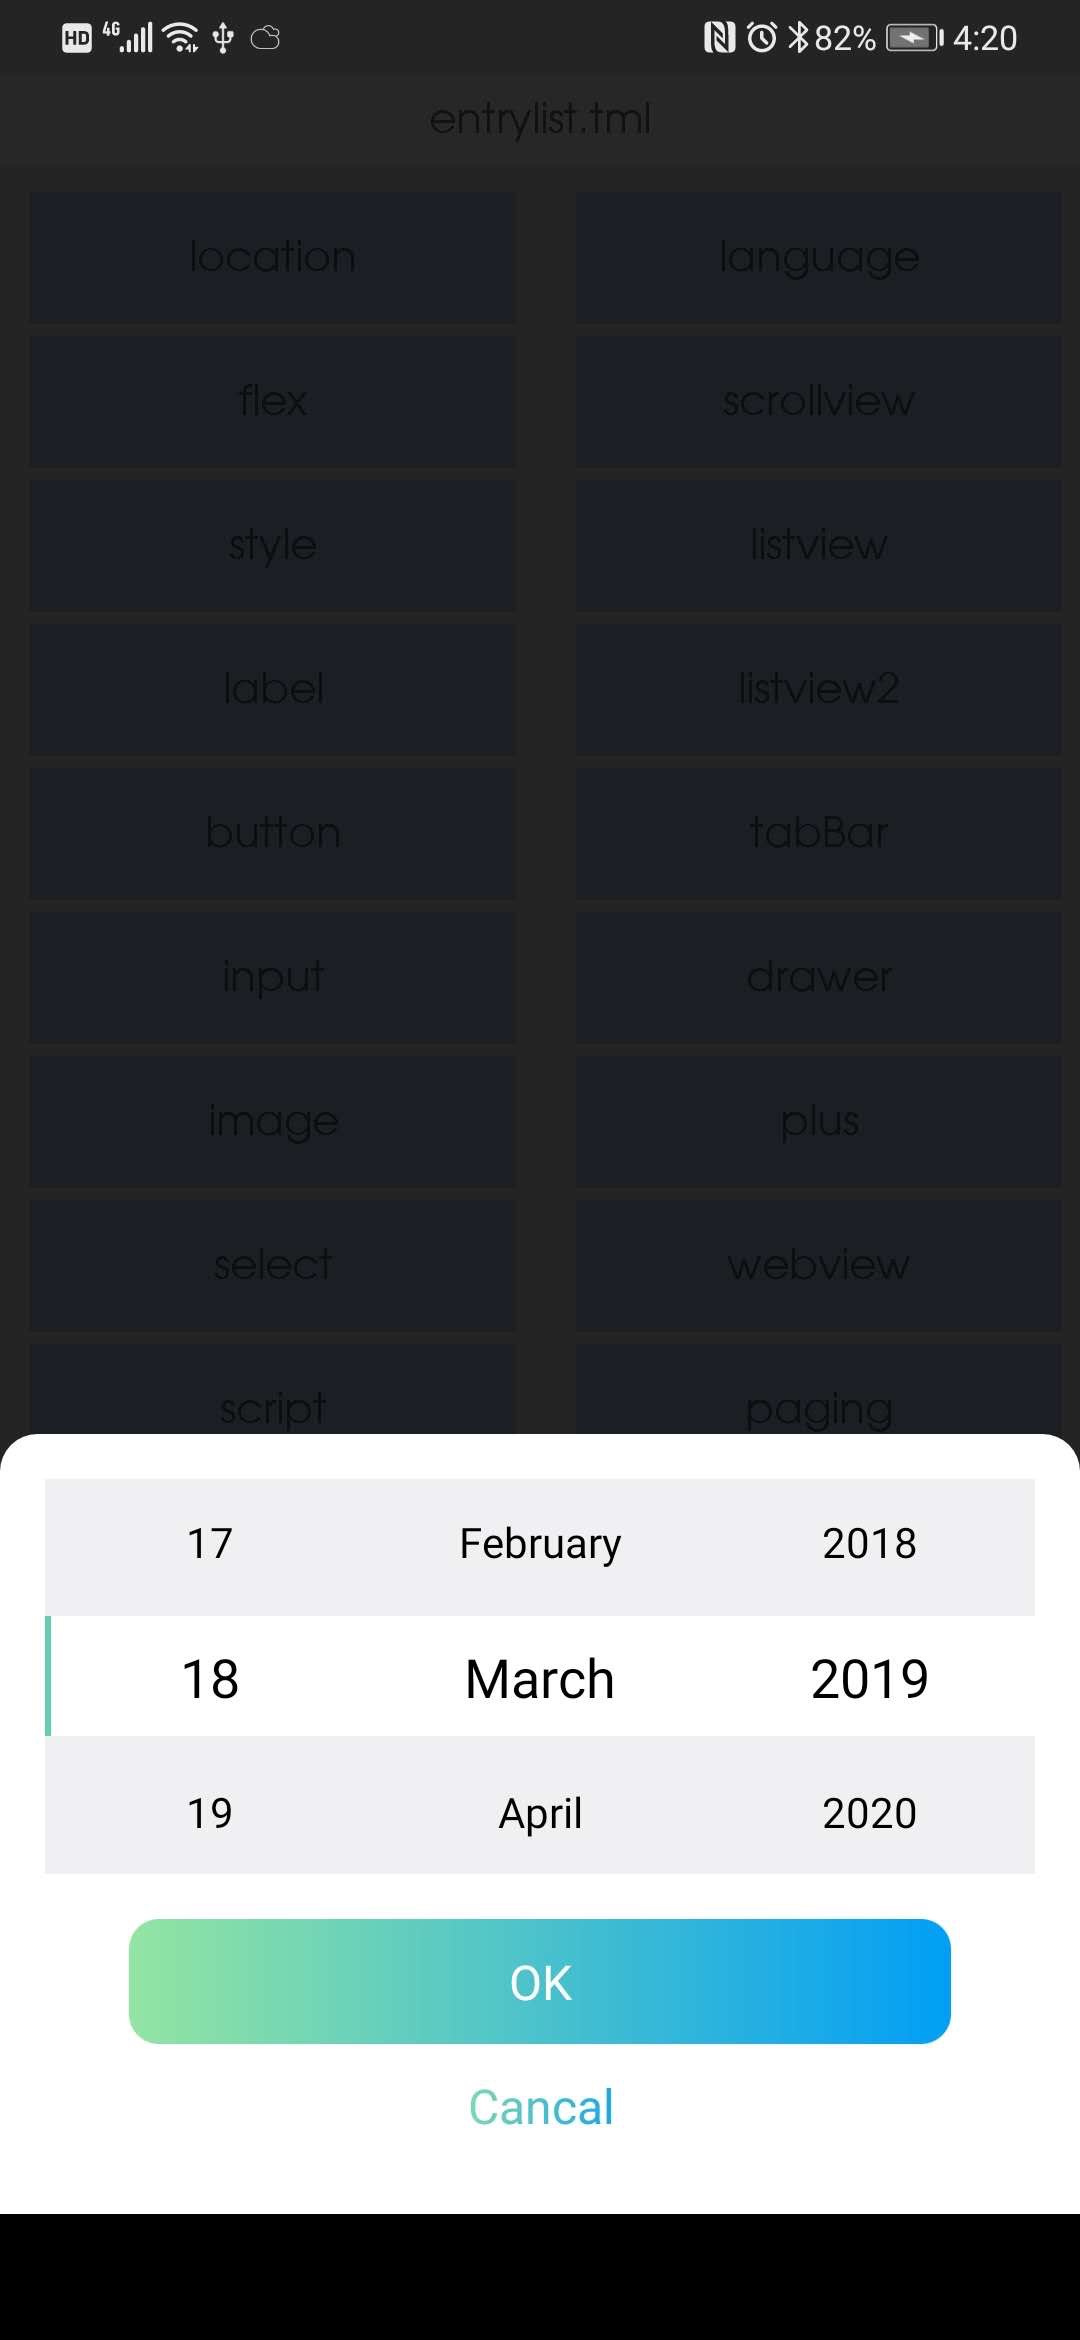 HD 4G 82% 4:20
entrylist.tml
location language
flex scrollview
style listview
label listview2
button tabBar
input drawer
image plus
select webview
script paging
17 February 2018
18 March 2019
19 April 2020
OK
Cancal